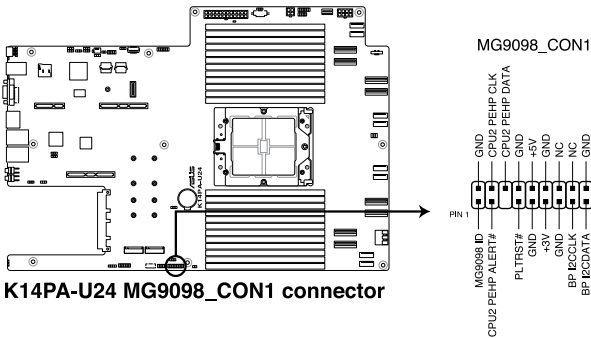 MG9098_CON1
GND
CPU2 PEHP CLK
CPU2 PEHP DATA
GND
+5V
GND
NC
NC
GND
PIN 1
MG9098 ID
CPU2 PEHP ALERT#
PLTRST#
GND
+3V
GND
BP I2CCLK
BP I2CDATA
/ISUS
K14PA-U24
K14PA-U24 MG9098_CON1 connector